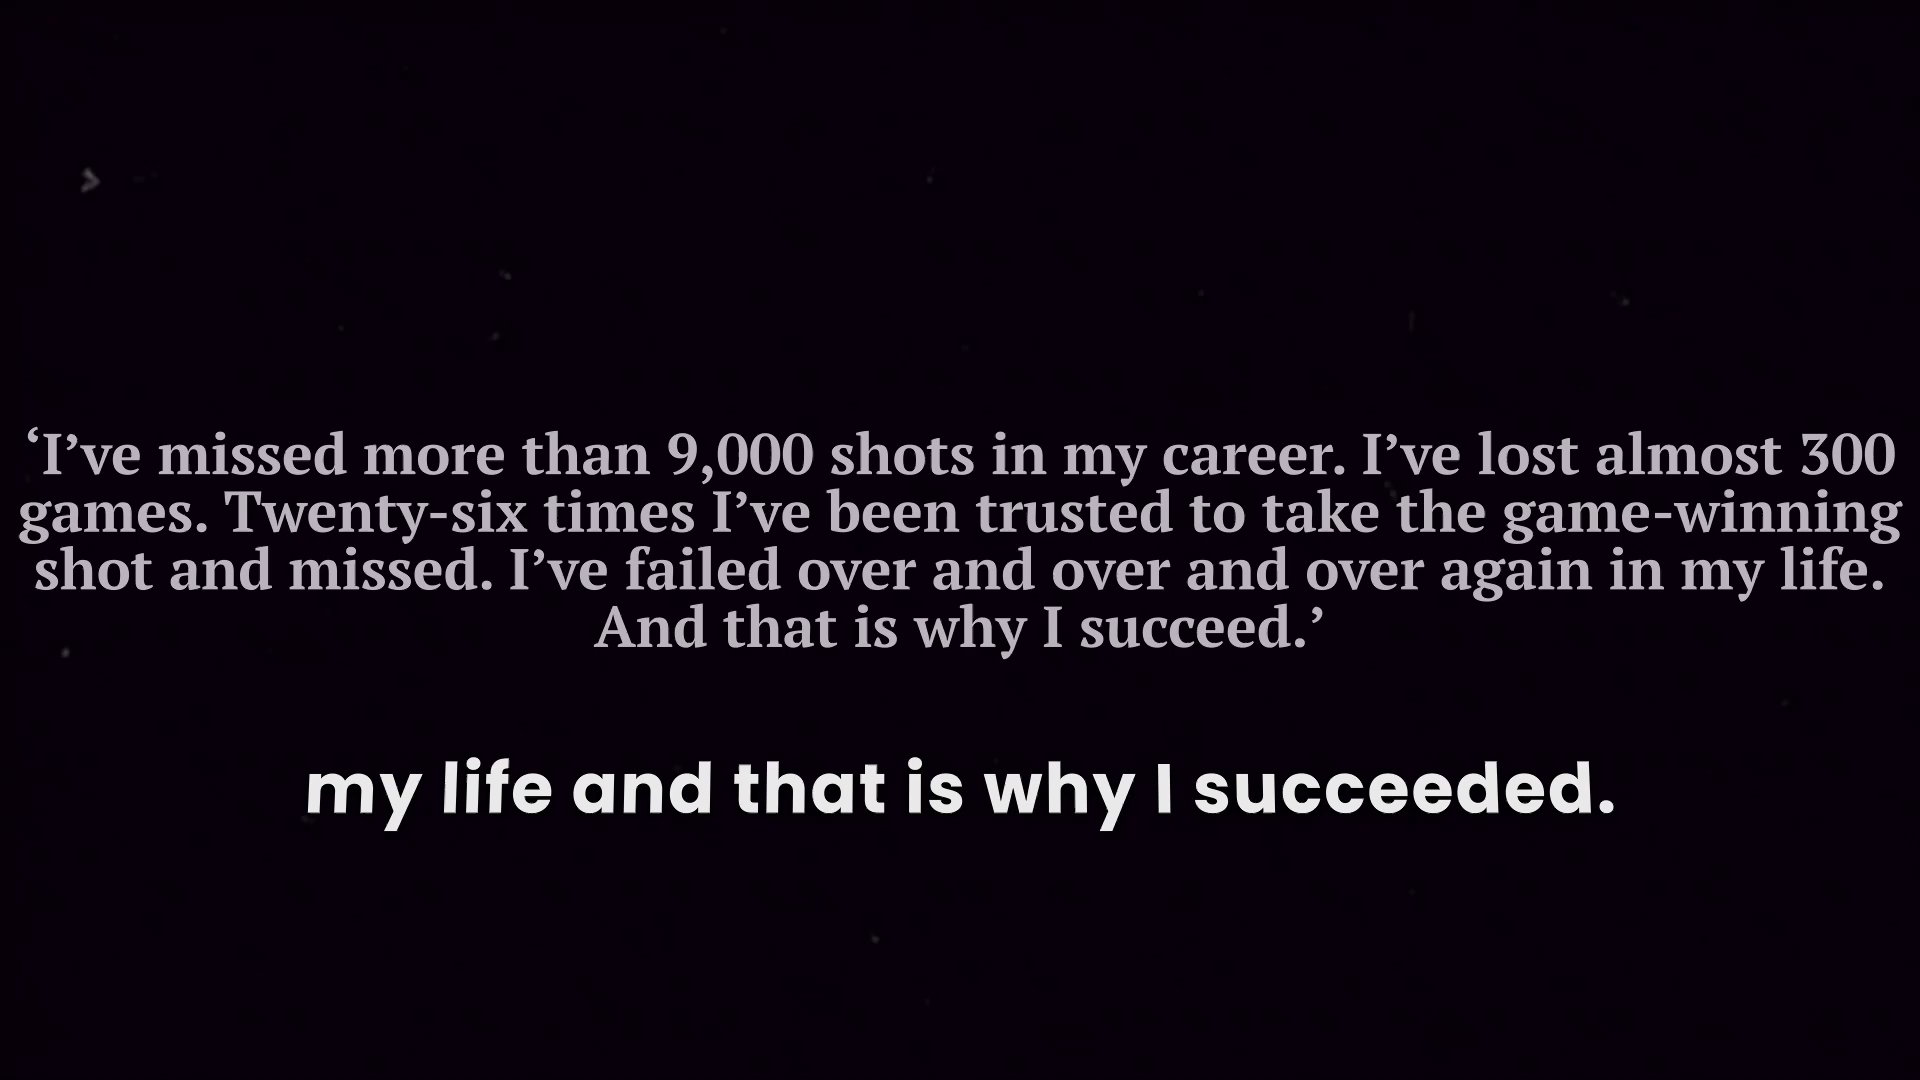 ‘I’ve missed more than 9,000 shots in my career. I’ve lost almost 300
games. Twenty-six times I’ve been trusted to take the game-winning
shot and missed. I’ve failed over and over and over again in my life.
And that is why I succeed.’
my life and that is why I succeeded.